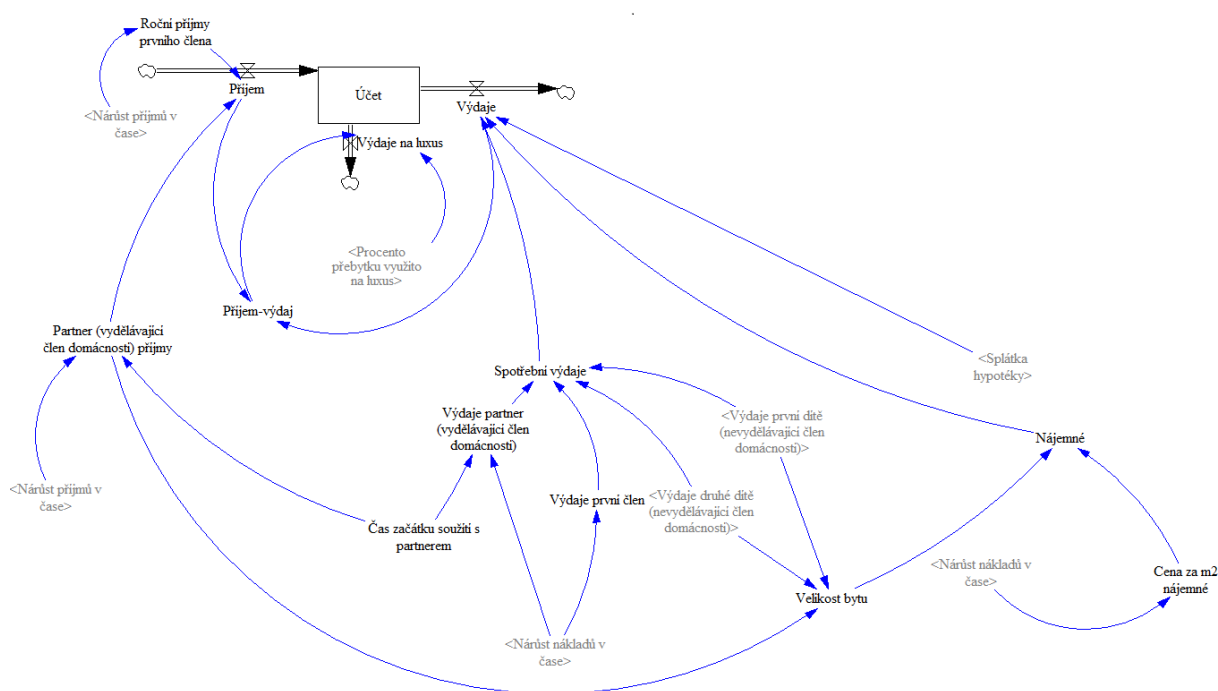 Roční příjmy
prvního člena
Příjem
Účet
Výdaje
<Nárůst příjmů v
čase>
Výdaje na luxus
<Procento
přebytku využito
na luxus>
Příjem-výdaj
Partner (vydělávající
člen domácnosti) příjmy
<Splátka
hypotéky>
Spotřební výdaje
Výdaje partner
(vydělávající člen
domácnosti)
<Výdaje první dítě
(nevydělávající člen
domácnosti)>
Nájemné
<Nárůst příjmů v
čase>
Výdaje první člen
<Výdaje druhé dítě
(nevydělávající člen
domácnosti)>
Čas začátku soužití s
partnerem
<Nárůst nákladů v
čase>
Cena za m2
nájemné
Velikost bytu
<Nárůst nákladů v
čase>